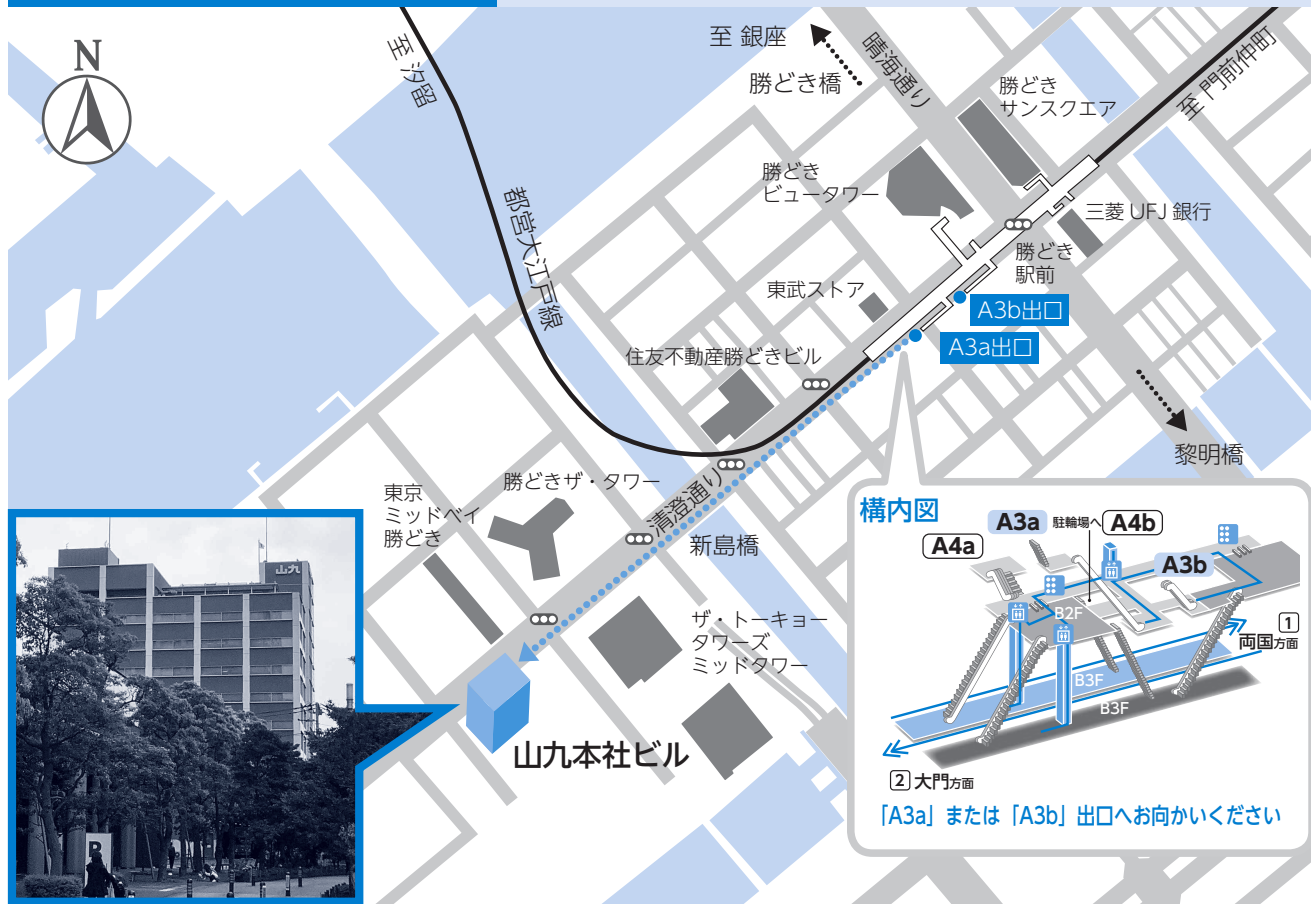 N
至 汐留
至 銀座
勝どき橋
晴海通り
勝どき
サンスクエア
至 門前仲町
勝どき
ビュータワー
三菱 UFJ 銀行
都営大江戸線
勝どき
駅前
東武ストア
A3b出口
A3a出口
住友不動産勝どきビル
黎明橋
勝どきザ・タワー
清澄通り
東京
ミッドベイ
勝どき
新島橋
ザ・トーキョー
タワーズ
ミッドタワー
山九本社ビル
山九
P
構内図
A4a
A3a
駐輪場へ
A4b
A3b
B2F
1
両国方面
B3F
B3F
2 大門方面
「A3a」または「A3b」出口へお向かいください